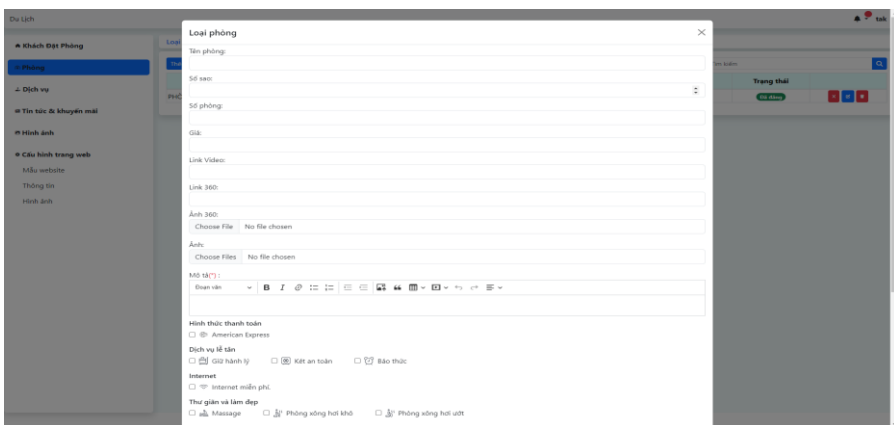 Du Lịch
tak
Khách Đặt Phòng
Phòng
Dịch vụ
Tin tức & khuyến mãi
Hình ảnh
Cấu hình trang web
Mẫu website
Thông tin
Hình ảnh
Loại
Trạng thái
Đã đăng
Loại phòng
Tên phòng:
Số sao:
Số phòng:
Giá:
Link Video:
Link 360:
Ảnh 360:
Choose File No file chosen
Ảnh:
Choose Files No file chosen
Mô tả(*) :
Đoạn văn B I
Hình thức thanh toán
American Express
Dịch vụ lễ tân
Giữ hành lý Két an toàn Báo thức
Internet
Internet miễn phí.
Thư giãn và làm đẹp
Massage Phòng xông hơi khô Phòng xông hơi ướt